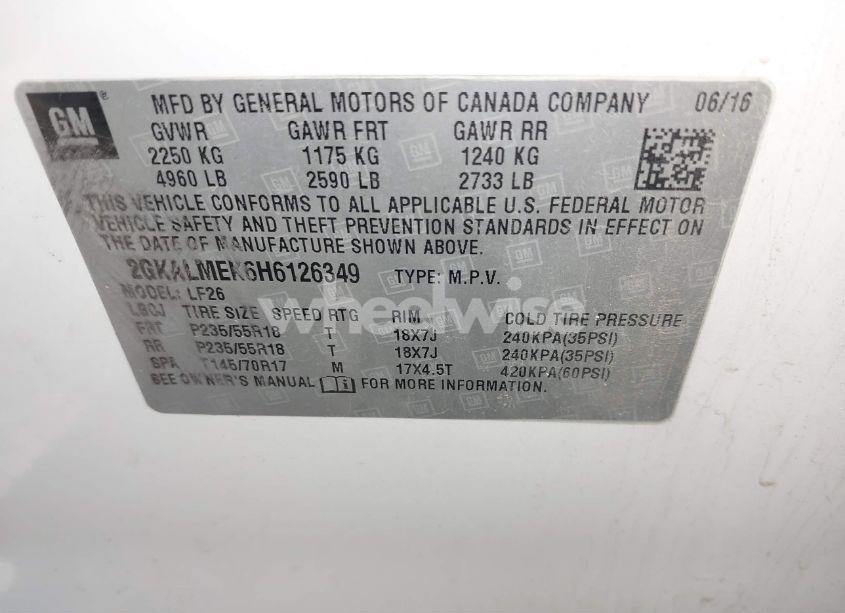 GM ® MFD BY GENERAL MOTORS OF CANADA COMPANY 06/16
GVWR GAWR FRT GAWR RR
2250 KG 1175 KG 1240 KG
4960 LB 2590 LB 2733 LB
THIS VEHICLE CONFORMS TO ALL APPLICABLE U.S. FEDERAL MOTOR
VEHICLE SAFETY AND THEFT PREVENTION STANDARDS IN EFFECT ON
THE DATE OF MANUFACTURE SHOWN ABOVE.
2GKALMEK6H6126349 TYPE: M.P.V.
MODEL: LF26
wheelwise
LBCJ TIRE SIZE SPEED RTG RIM COLD TIRE PRESSURE
FRT P235/55R18 T 18X7J 240KPA(35PSI)
RR P235/55R18 T 18X7J 240KPA(35PSI)
SPA T145/70R17 M 17X4.5T 420KPA(60PSI)
SEE OWNER'S MANUAL FOR MORE INFORMATION.